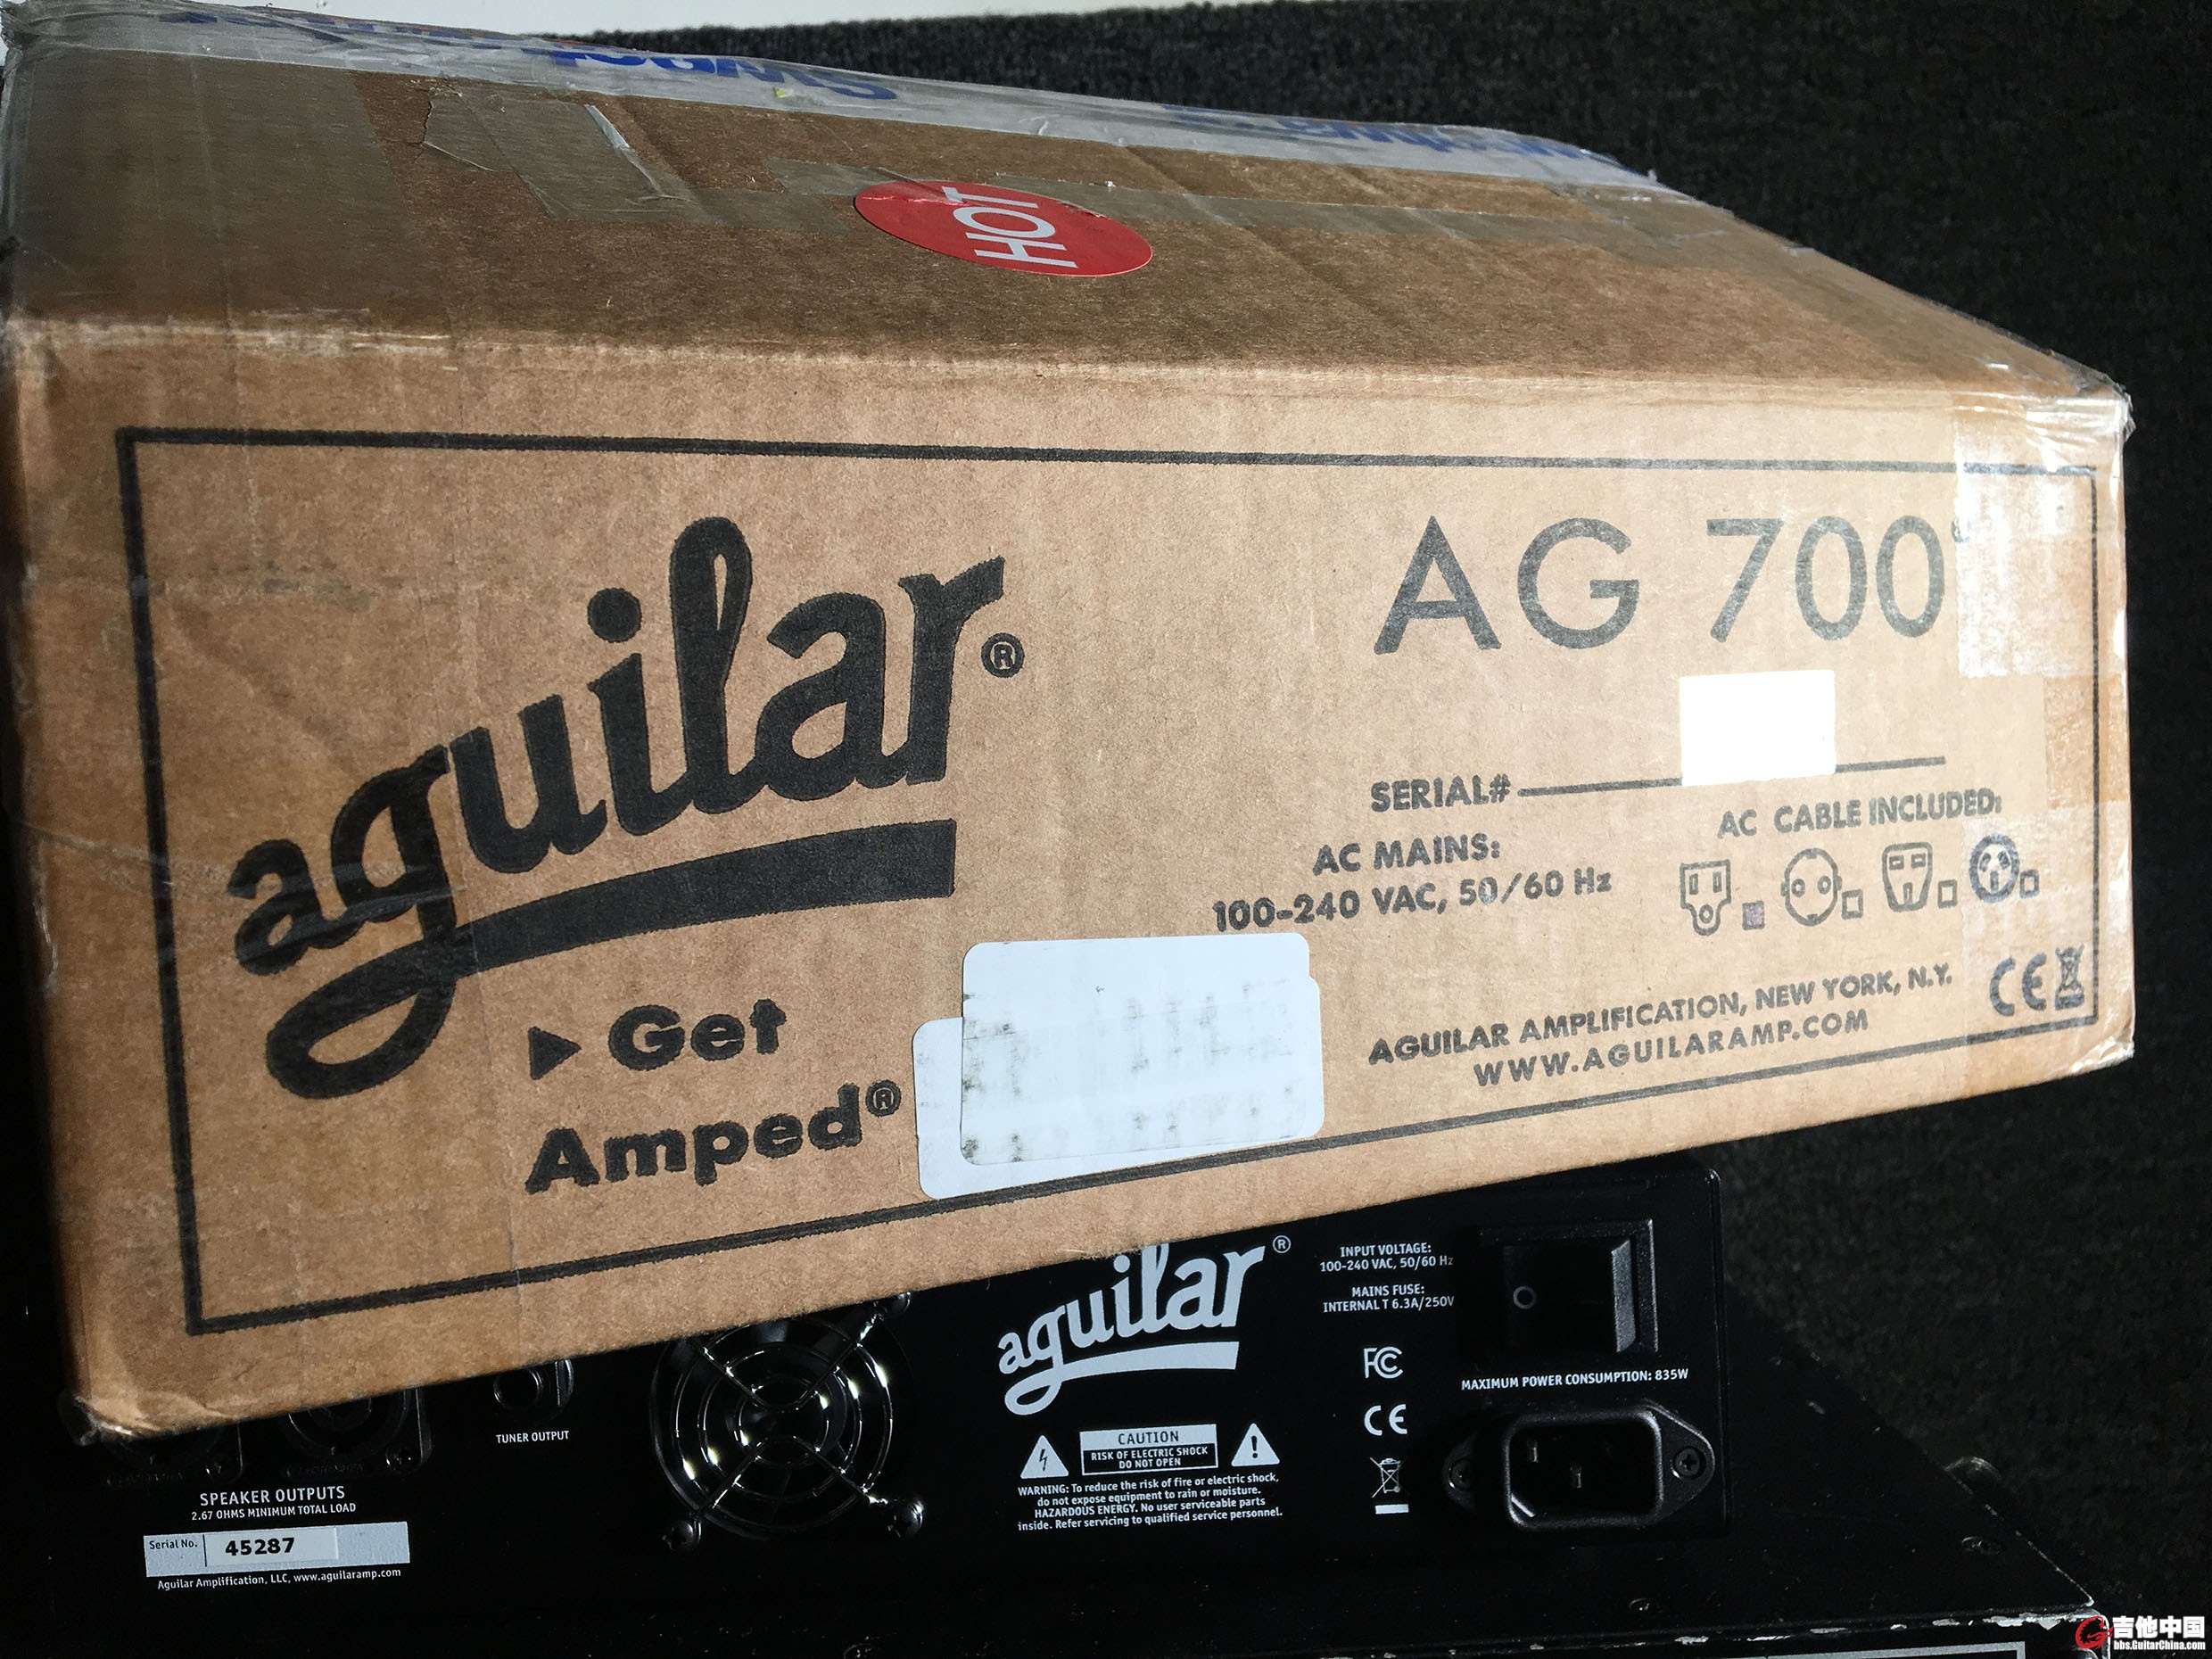 Sweetwater
HOT
aguilar®
▶ Get
Amped®
AG 700
SERIAL#
AC MAINS:
100-240 VAC, 50/60 Hz
AC CABLE INCLUDED:
AGUILAR AMPLIFICATION, NEW YORK, N.Y.
WWW.AGUILARAMP.COM
CE
TUNER OUTPUT
SPEAKER OUTPUTS
2.67 OHMS MINIMUM TOTAL LOAD
Serial No. 45287
Aguilar Amplification, LLC, www.aguilaramp.com
aguilar®
CAUTION
RISK OF ELECTRIC SHOCK
DO NOT OPEN
WARNING: To reduce the risk of fire or electric shock,
do not expose equipment to rain or moisture.
HAZARDOUS ENERGY. No user serviceable parts
inside. Refer servicing to qualified service personnel.
INPUT VOLTAGE:
100-240 VAC, 50/60 Hz
MAINS FUSE:
INTERNAL T 6.3A/250V
FC
CE
MAXIMUM POWER CONSUMPTION: 835W
吉他中国
bbs.GuitarChina.com